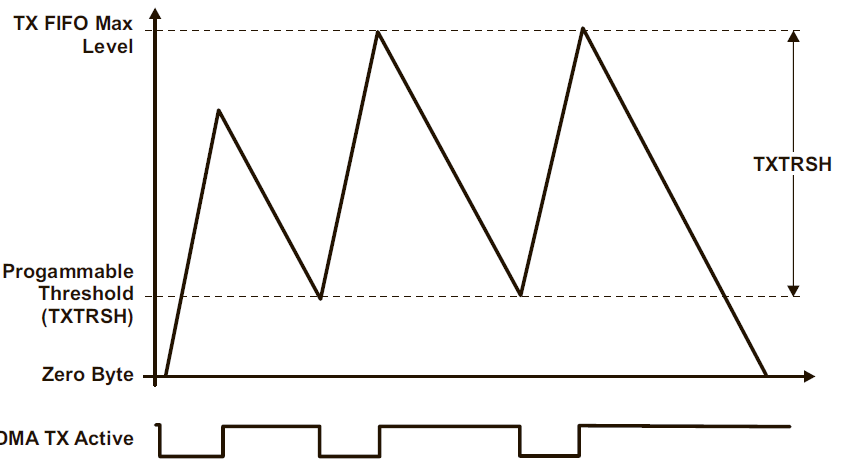 TX FIFO Max
Level
TXTRSH
Progammable
Threshold
(TXTRSH)
Zero Byte
DMA TX Active